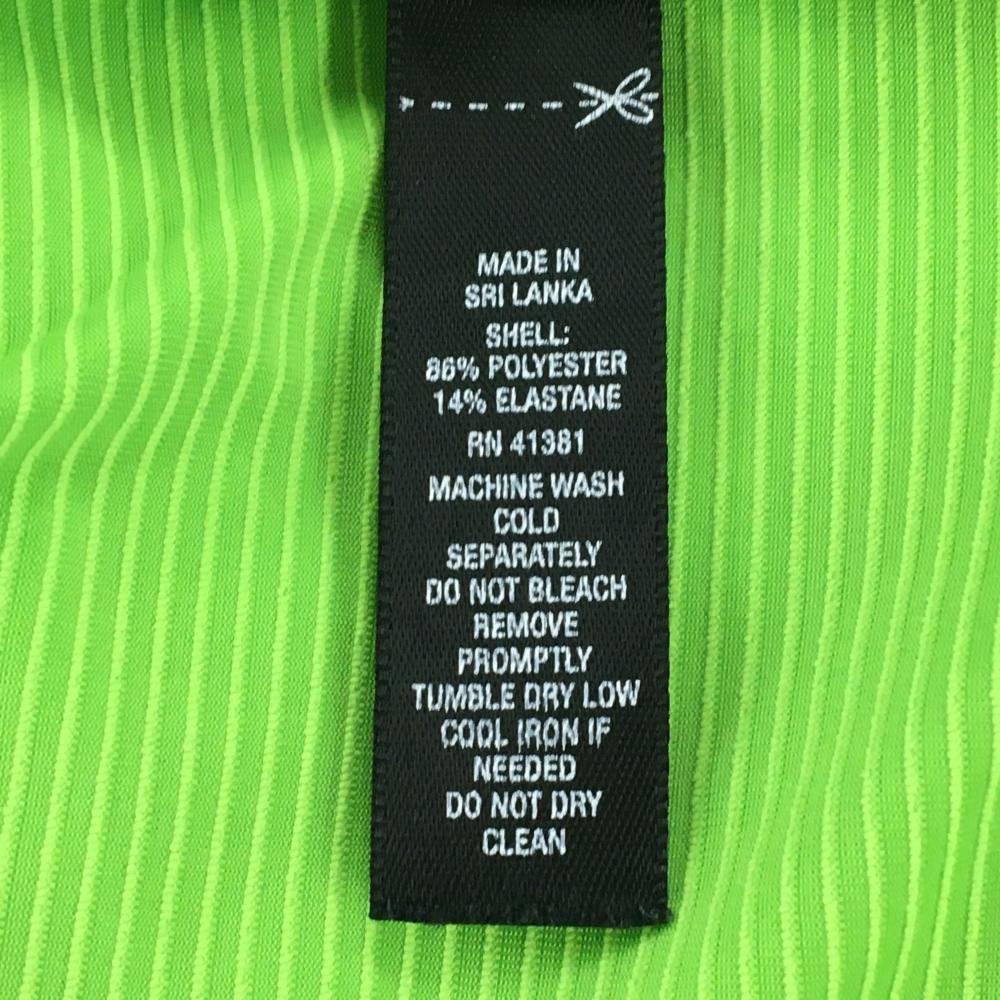 MADE IN
SRI LANKA
SHELL:
86% POLYESTER
14% ELASTANE
RN 41381
MACHINE WASH
COLD
SEPARATELY
DO NOT BLEACH
REMOVE
PROMPTLY
TUMBLE DRY LOW
COOL IRON IF
NEEDED
DO NOT DRY
CLEAN